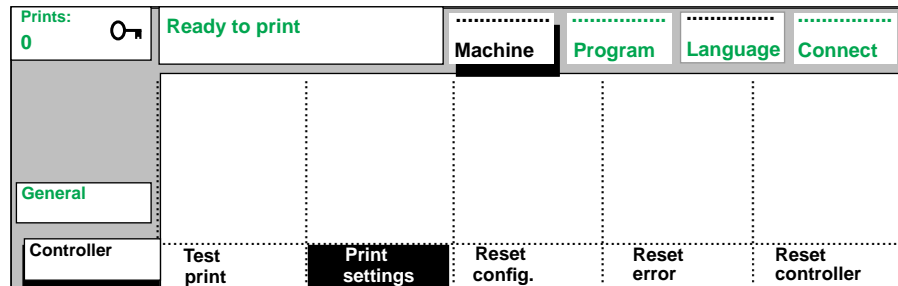 Prints:
0
Ready to print
Machine
Program
Language
Connect
General
Controller
Test
print
Print
settings
Reset
config.
Reset
error
Reset
controller